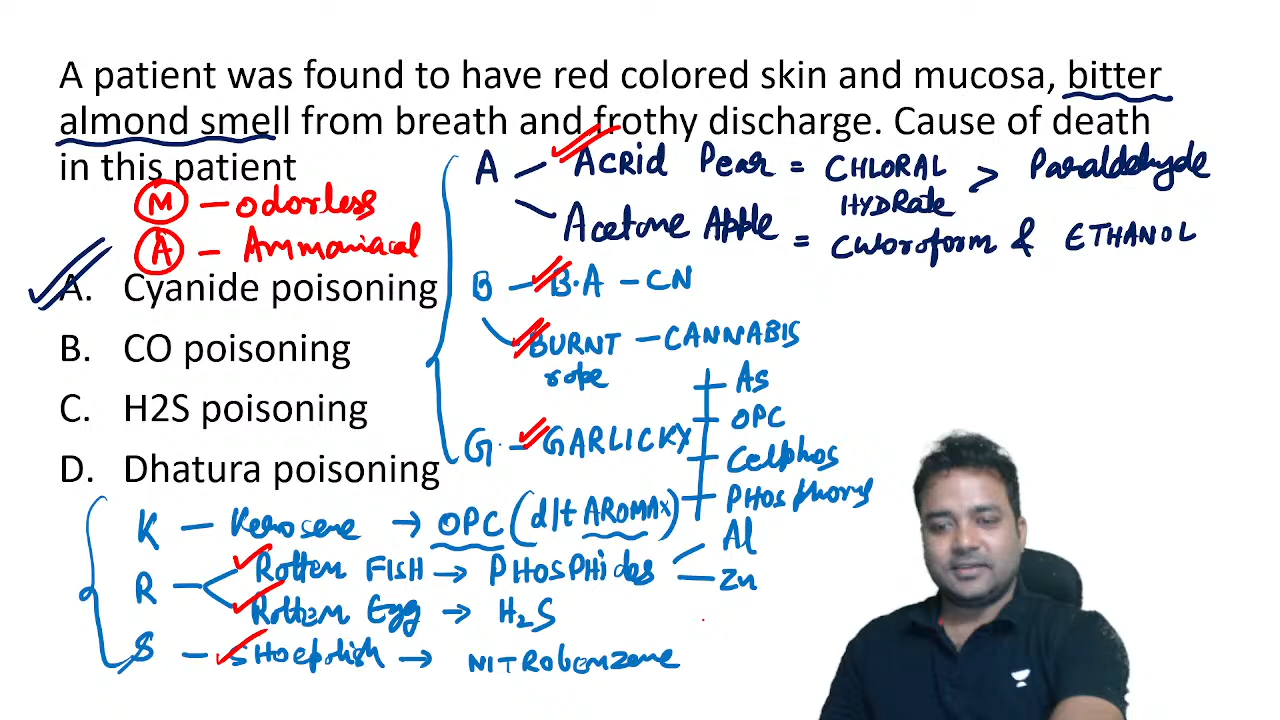 A patient was found to have red colored skin and mucosa, bitter
almond smell from breath and frothy discharge. Cause of death
in this patient
M - odorless
A - Ammoniacal
A. Cyanide poisoning
B. CO poisoning
C. H2S poisoning
D. Dhatura poisoning
A - ACRID Pear = CHLORAL HYDRate > Paraldehyde
Acetone Apple = Chloroform & ETHANOL
B - B.A - CN
BURNT rope - CANNABIS
G - GARLICKY
As
OPC
Celphos
PHosphorus
K - Kerosene → OPC (d/t AROMAX)
R - Rotten FISH → PHOSPHides
Al
Zn
Rotten Egg → H2S
S - SHoepolish → NITRObenzene